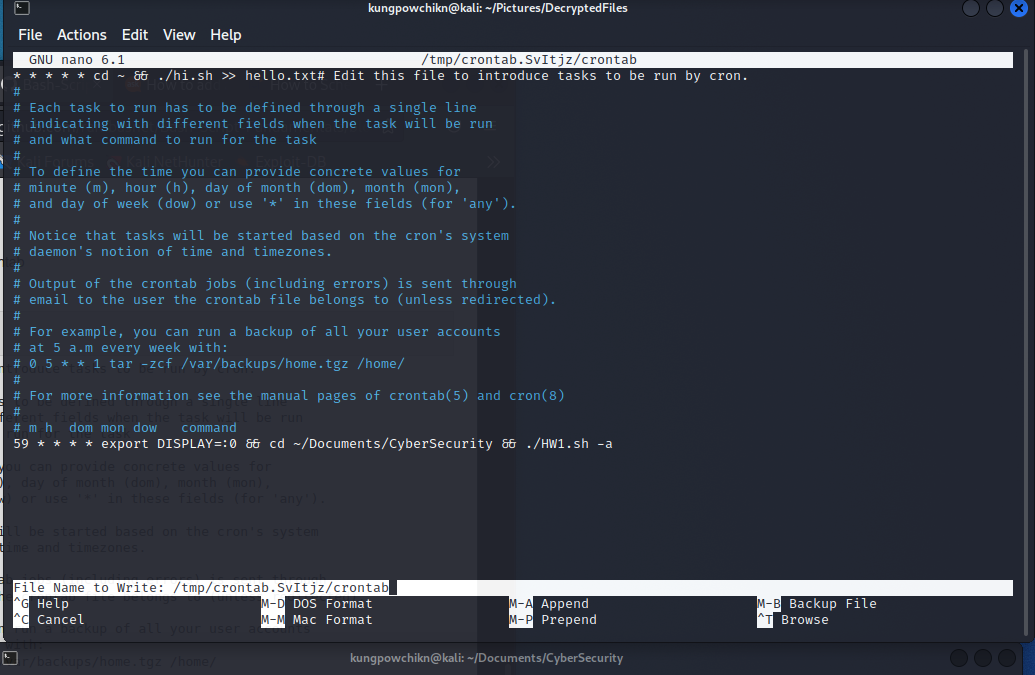 kungpowchikn@kali: ~/Pictures/DecryptedFiles
File Actions Edit View Help
GNU nano 6.1 /tmp/crontab.SvItjz/crontab
* * * * * cd ~ && ./hi.sh >> hello.txt# Edit this file to introduce tasks to be run by cron.
#
# Each task to run has to be defined through a single line
# indicating with different fields when the task will be run
# and what command to run for the task
#
# To define the time you can provide concrete values for
# minute (m), hour (h), day of month (dom), month (mon),
# and day of week (dow) or use '*' in these fields (for 'any').
#
# Notice that tasks will be started based on the cron's system
# daemon's notion of time and timezones.
#
# Output of the crontab jobs (including errors) is sent through
# email to the user the crontab file belongs to (unless redirected).
#
# For example, you can run a backup of all your user accounts
# at 5 a.m every week with:
# 0 5 * * 1 tar -zcf /var/backups/home.tgz /home/
#
# For more information see the manual pages of crontab(5) and cron(8)
#
# m h dom mon dow command
59 * * * * export DISPLAY=:0 && cd ~/Documents/CyberSecurity && ./HW1.sh -a
File Name to Write: /tmp/crontab.SvItjz/crontab
^G Help M-D DOS Format M-A Append M-B Backup File
^C Cancel M-M Mac Format M-P Prepend ^T Browse
kungpowchikn@kali: ~/Documents/CyberSecurity